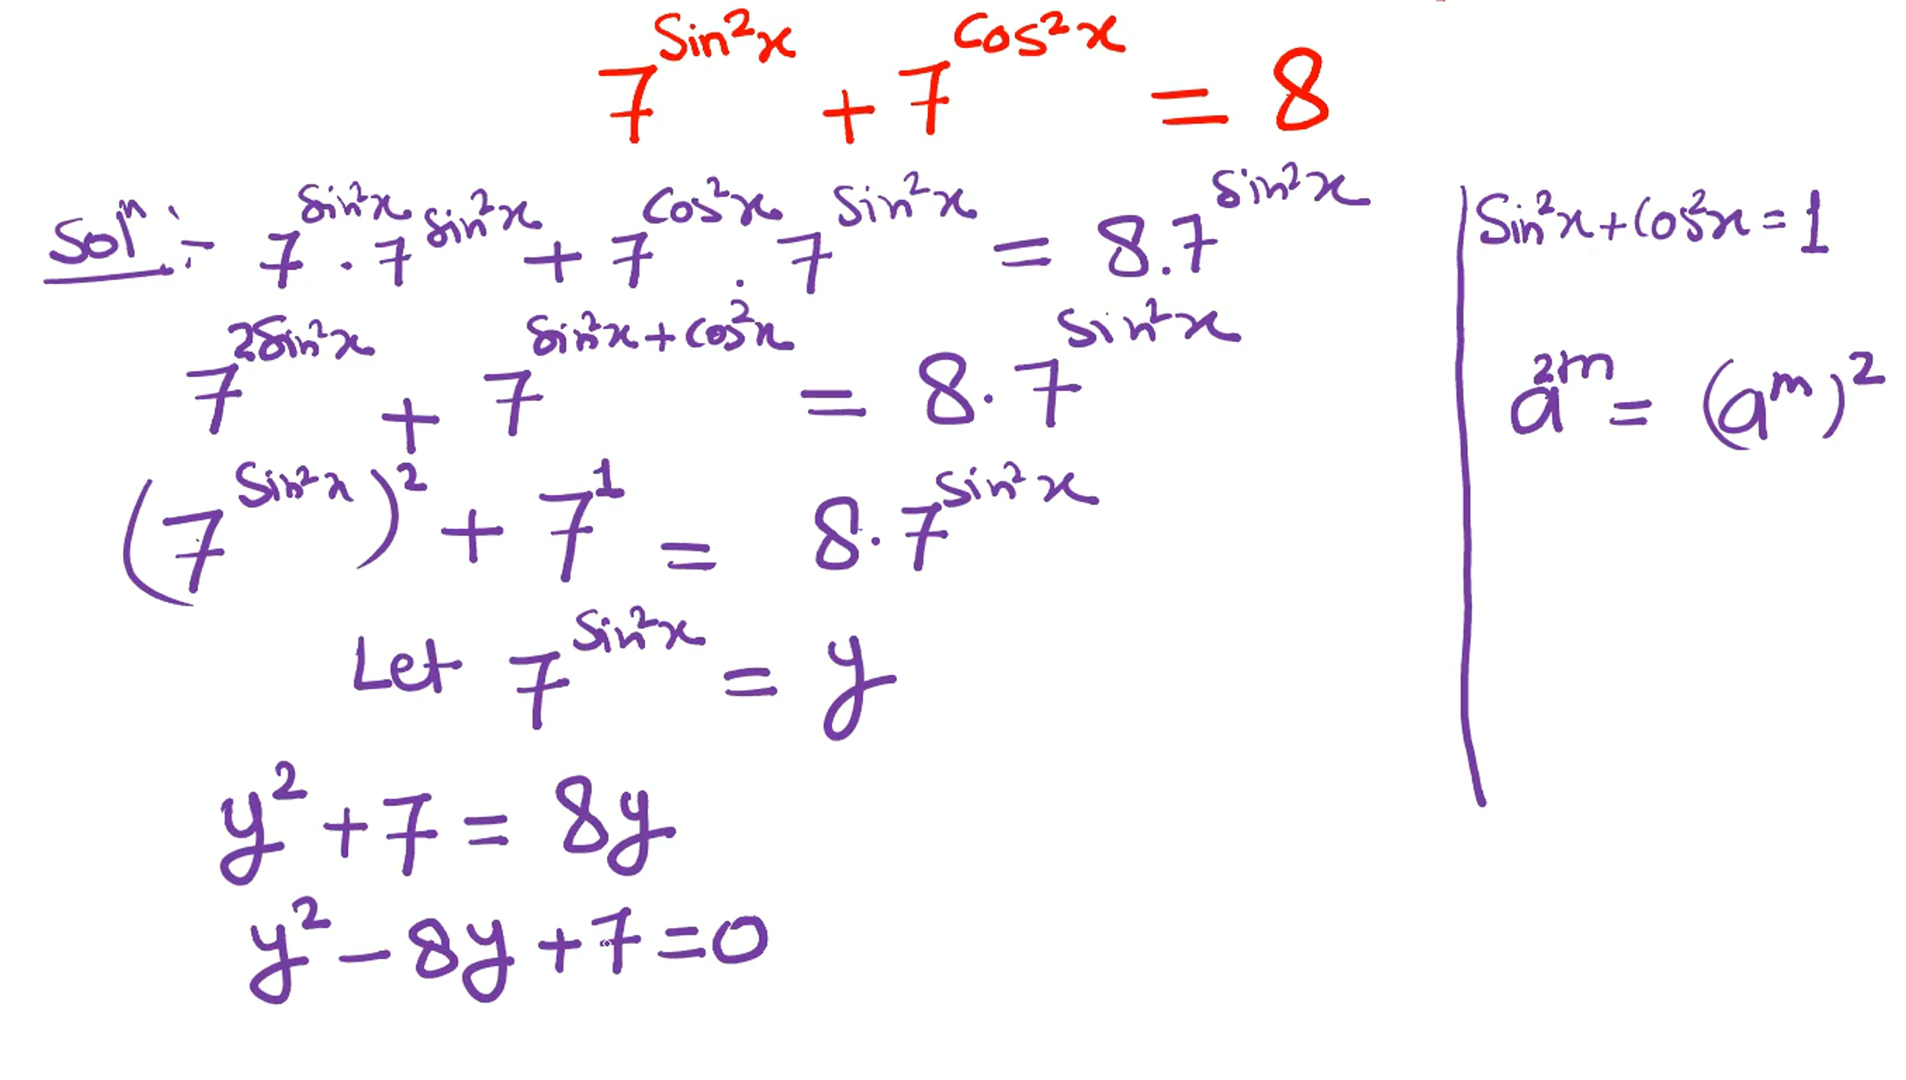 7^(Sin²x) + 7^(Cos²x) = 8
Solⁿ :- 7^(Sin²x) . 7^(Sin²x) + 7^(Cos²x) . 7^(Sin²x) = 8.7^(Sin²x)
7^(2Sin²x) + 7^(Sin²x+Cos²x) = 8.7^(Sin²x)
(7^(Sin²x))² + 7¹ = 8.7^(Sin²x)
Let 7^(Sin²x) = y
y² + 7 = 8y
y² - 8y + 7 = 0
Sin²x + Cos²x = 1
a^(2m) = (a^m)²